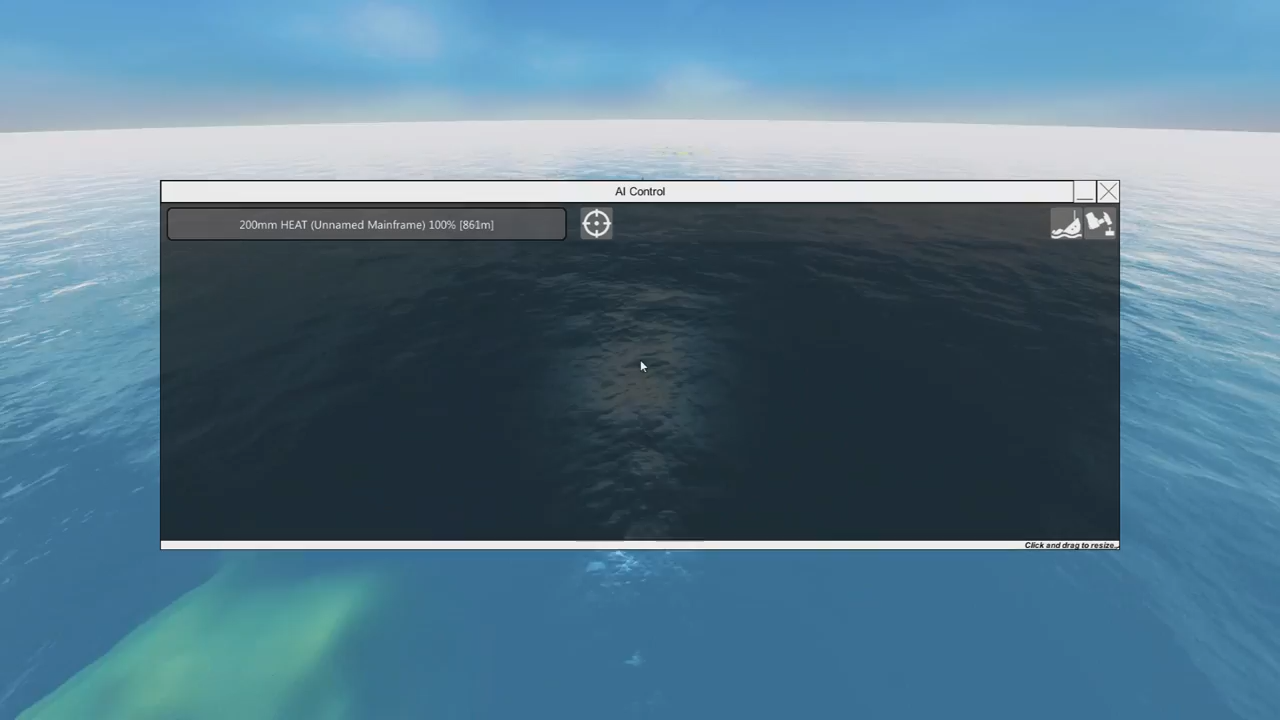 AI Control
200mm HEAT (Unnamed Mainframe) 100% [861m]
Click and drag to resize